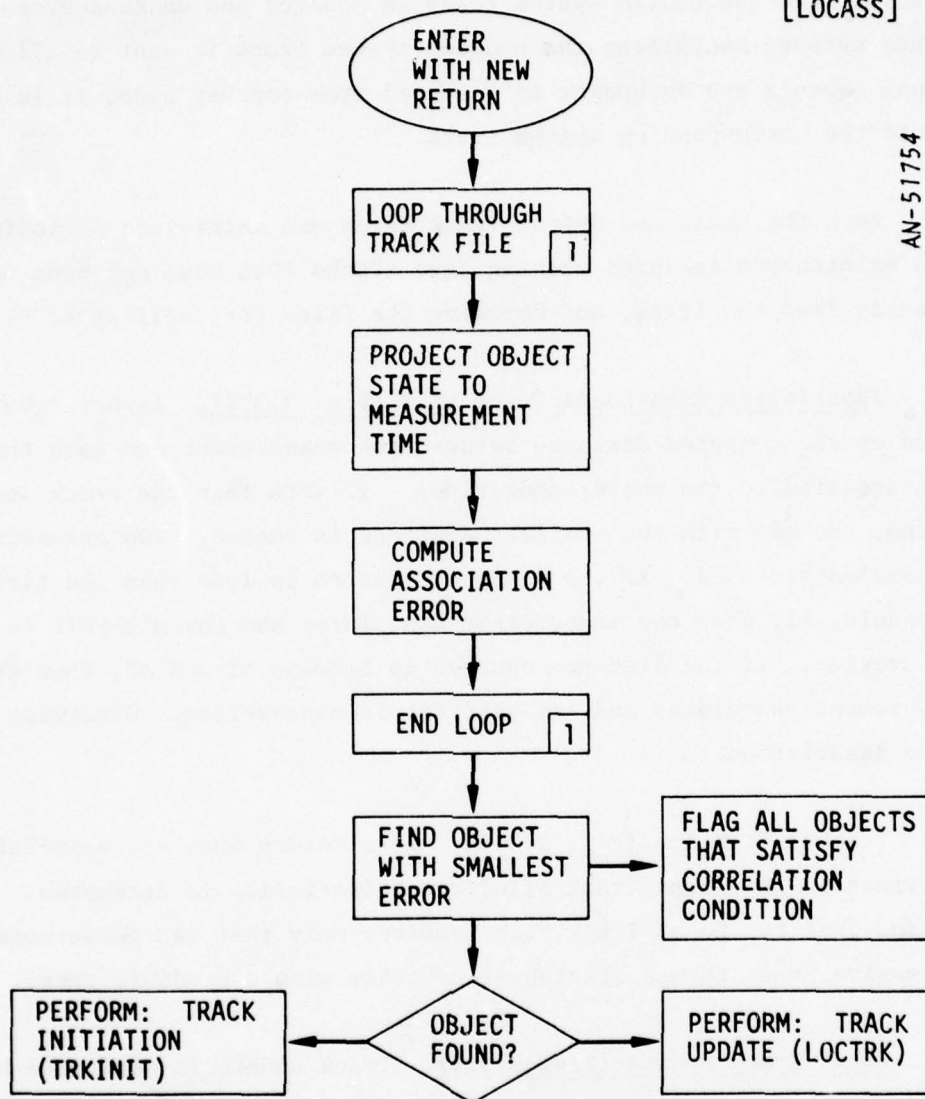 [LOCASS]
ENTER
WITH NEW
RETURN
AN-51754
LOOP THROUGH
TRACK FILE
1
PROJECT OBJECT
STATE TO
MEASUREMENT
TIME
COMPUTE
ASSOCIATION
ERROR
END LOOP
1
FIND OBJECT
WITH SMALLEST
ERROR
FLAG ALL OBJECTS
THAT SATISFY
CORRELATION
CONDITION
OBJECT
FOUND?
PERFORM: TRACK
INITIATION
(TRKINIT)
PERFORM: TRACK
UPDATE (LOCTRK)